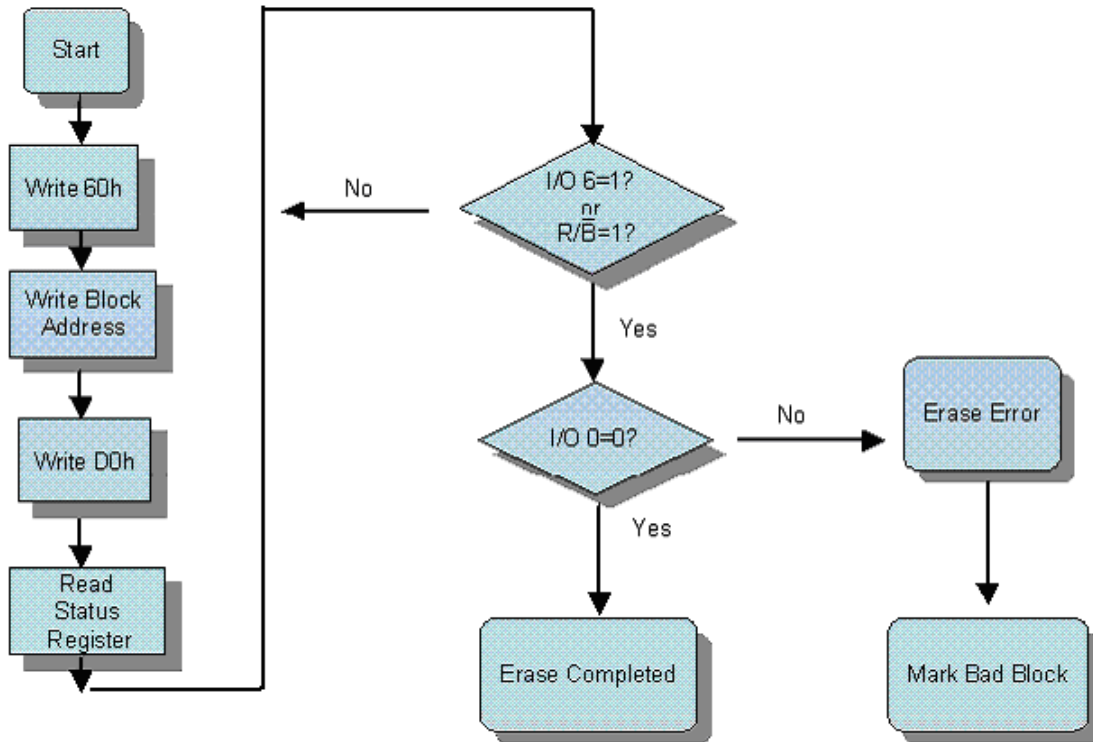 Start
Write 60h
Write Block
Address
Write D0h
Read
Status
Register
I/O 6=1?
or
R/B̅=1?
No
Yes
I/O 0=0?
No
Erase Error
Yes
Erase Completed
Mark Bad Block